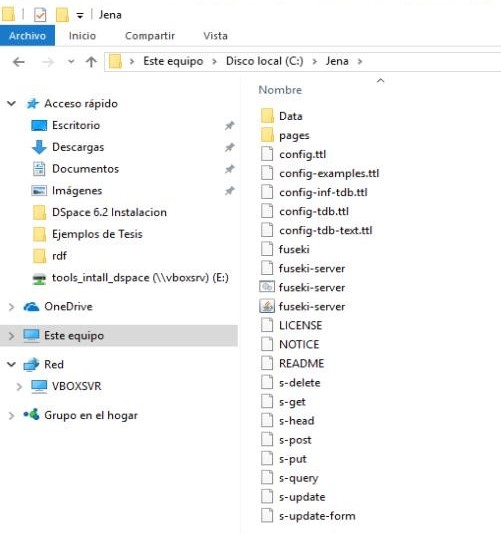 Jena
Archivo Inicio Compartir Vista
Este equipo Disco local (C:) Jena
Acceso rápido
Escritorio
Descargas
Documentos
Imágenes
DSpace 6.2 Instalacion
Ejemplos de Tesis
rdf
tools_intall_dspace (\\vboxsrv) (E:)
OneDrive
Este equipo
Red
VBOXSVR
Grupo en el hogar
Nombre
Data
pages
config.ttl
config-examples.ttl
config-inf-tdb.ttl
config-tdb.ttl
config-tdb-text.ttl
fuseki
fuseki-server
fuseki-server
fuseki-server
LICENSE
NOTICE
README
s-delete
s-get
s-head
s-post
s-put
s-query
s-update
s-update-form